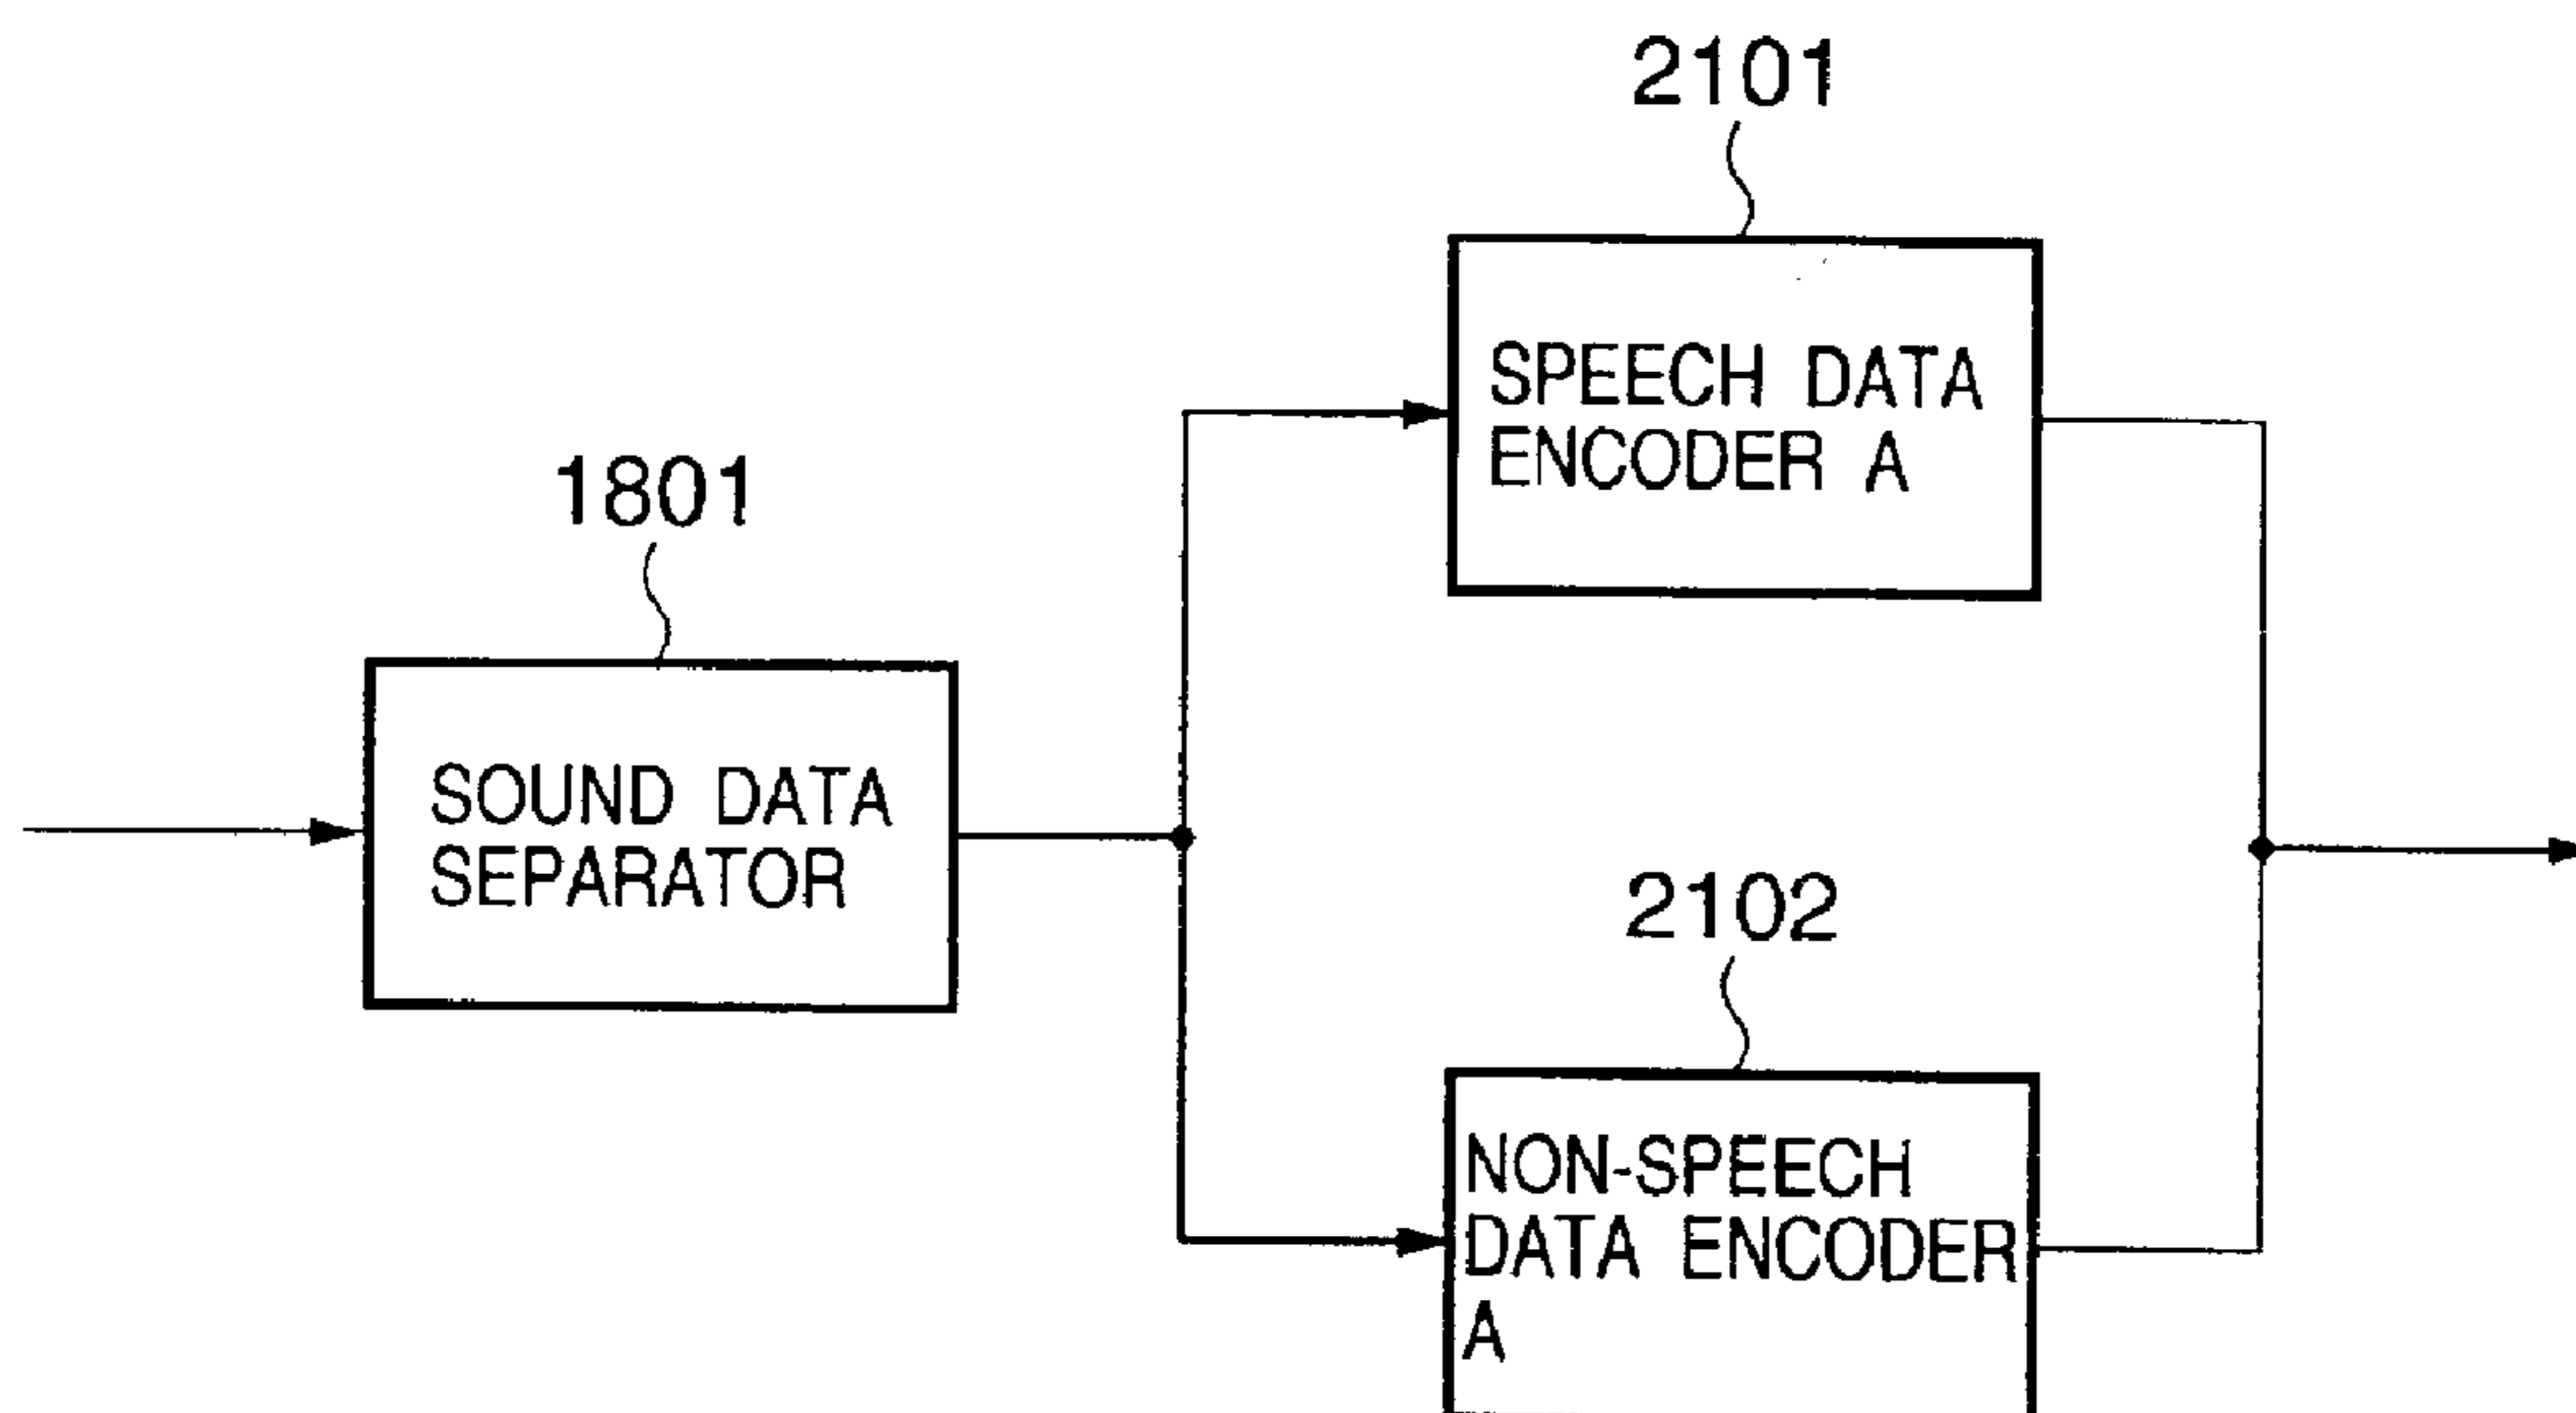 2101
SPEECH DATA
ENCODER A
1801
SOUND DATA
SEPARATOR
2102
NON-SPEECH
DATA ENCODER
A